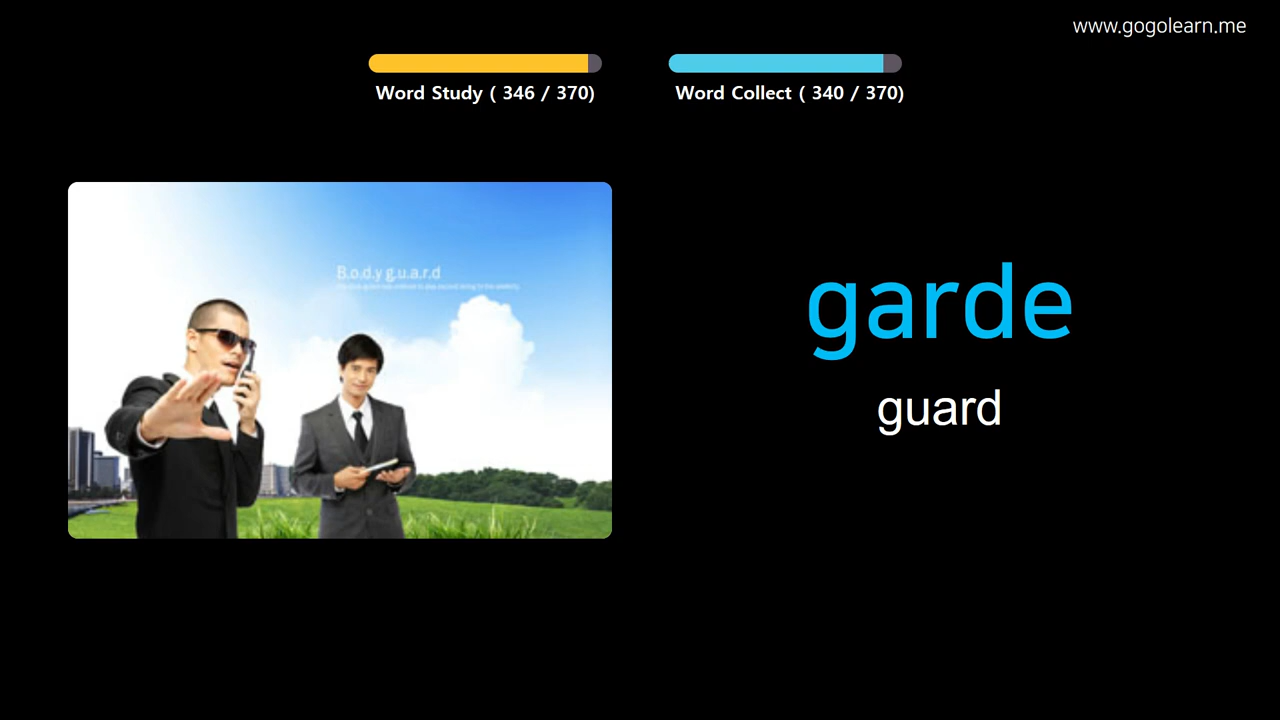 www.gogolearn.me
Word Study ( 346 / 370)
Word Collect ( 340 / 370)
B.o.d.y g.u.a.r.d
garde
guard